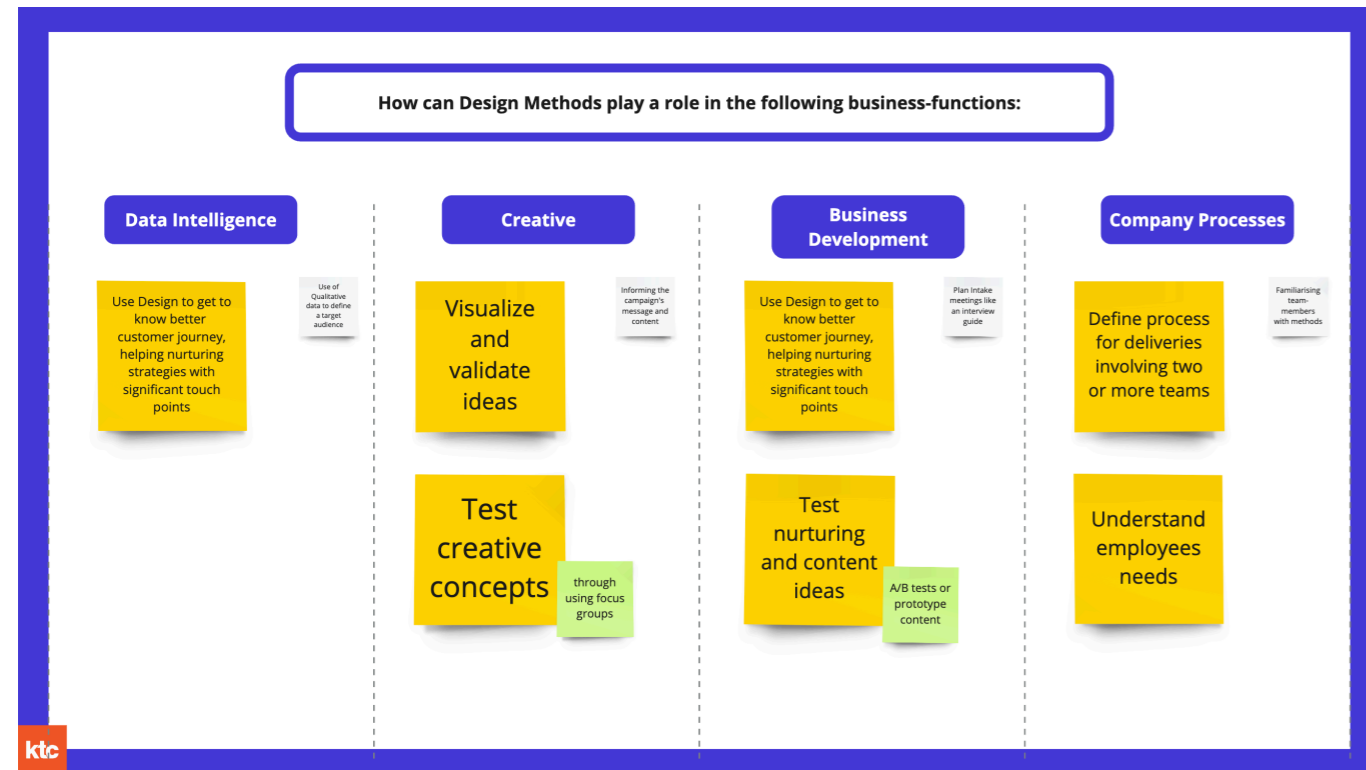 How can Design Methods play a role in the following business-functions:
Data Intelligence
Use Design to get to
know better
customer journey,
helping nurturing
strategies with
significant touch
points
Use of
Qualitative
data to define
a target
audience
Creative
Visualize
and
validate
ideas
Informing the
campaign's
message and
content
Test
creative
concepts
through
using focus
groups
Business
Development
Use Design to get to
know better
customer journey,
helping nurturing
strategies with
significant touch
points
Plan Intake
meetings like
an interview
guide
Test
nurturing
and content
ideas
A/B tests or
prototype
content
Company Processes
Define process
for deliveries
involving two
or more teams
Familiarising
team-
members
with methods
Understand
employees
needs
ktc